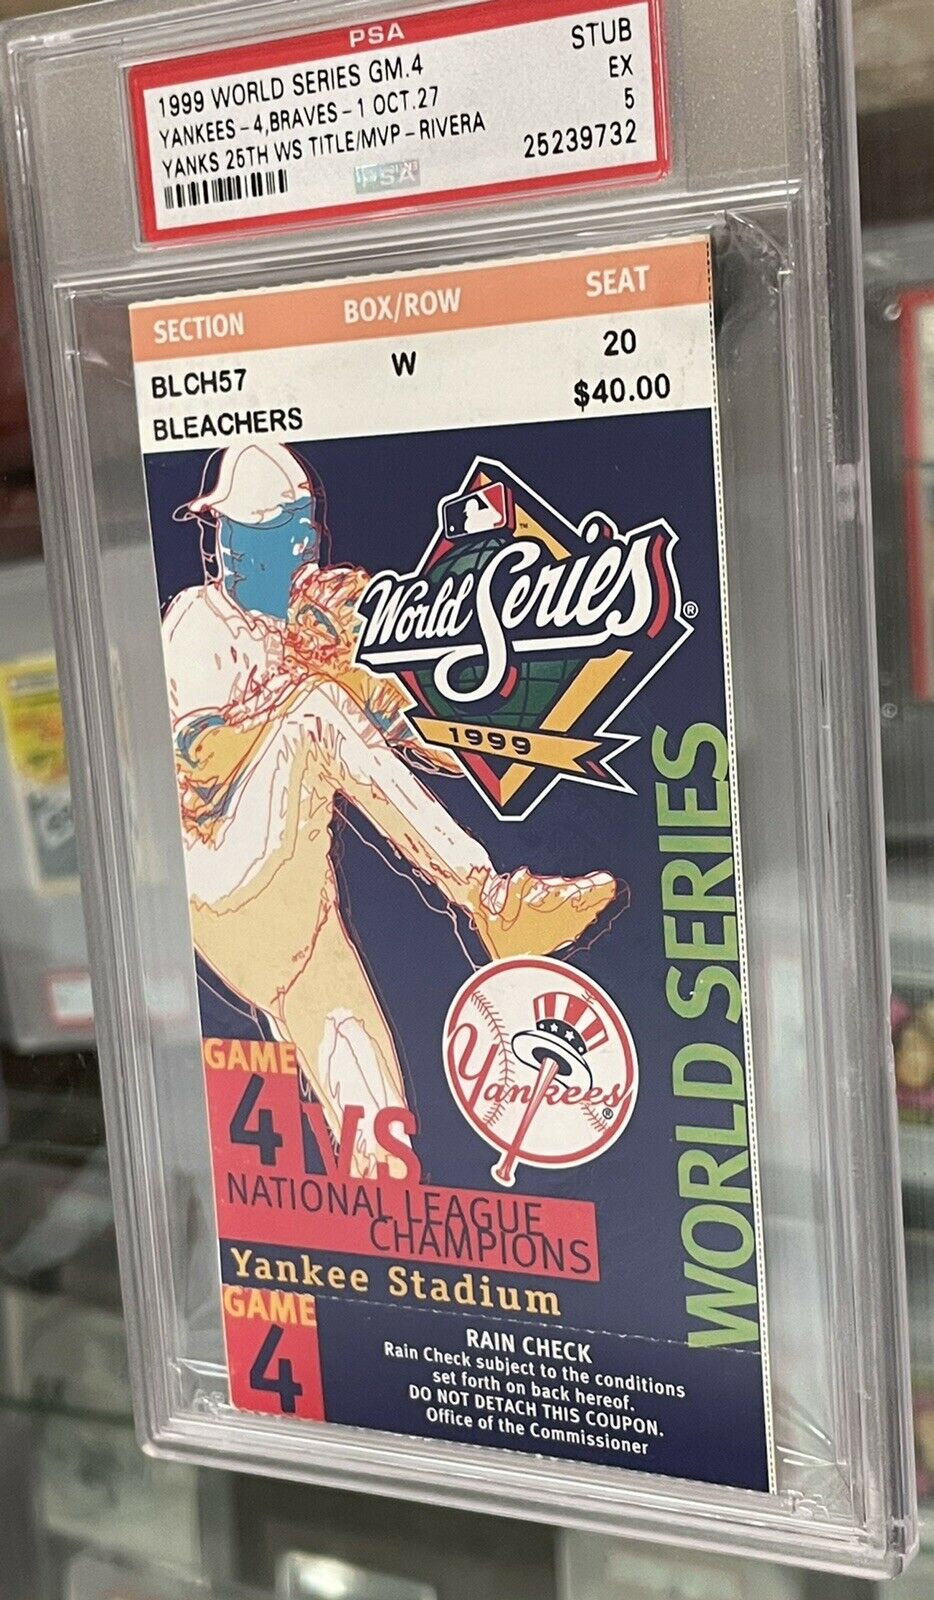 PSA
1999 WORLD SERIES GM.4 STUB
YANKEES-4,BRAVES-1 OCT.27 EX
YANKS 25TH WS TITLE/MVP-RIVERA 5
25239732
PSA
SECTION BOX/ROW SEAT
BLCH57 W 20
BLEACHERS $40.00
™
World Series®
1999
WORLD SERIES
Yankees®
GAME
4 VS
NATIONAL LEAGUE
CHAMPIONS
Yankee Stadium
GAME
4
RAIN CHECK
Rain Check subject to the conditions
set forth on back hereof.
DO NOT DETACH THIS COUPON.
Office of the Commissioner